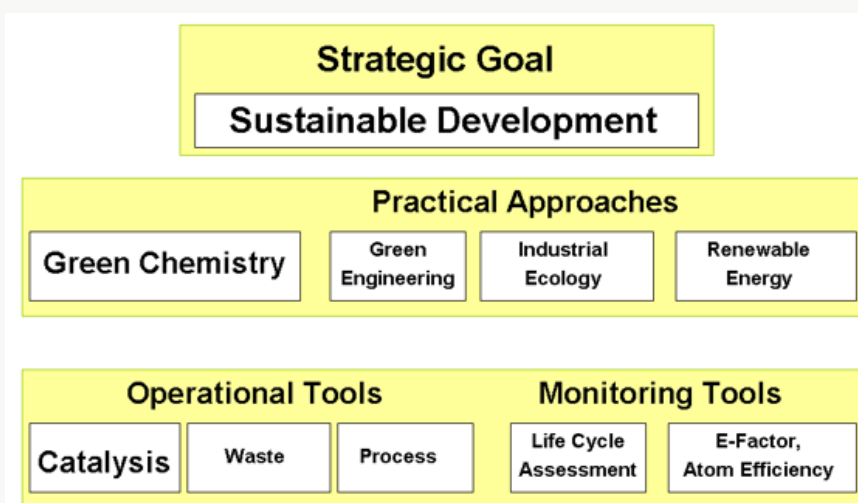 Strategic Goal
Sustainable Development
Practical Approaches
Green Chemistry
Green
Engineering
Industrial
Ecology
Renewable
Energy
Operational Tools
Monitoring Tools
Catalysis
Waste
Process
Life Cycle
Assessment
E-Factor,
Atom Efficiency